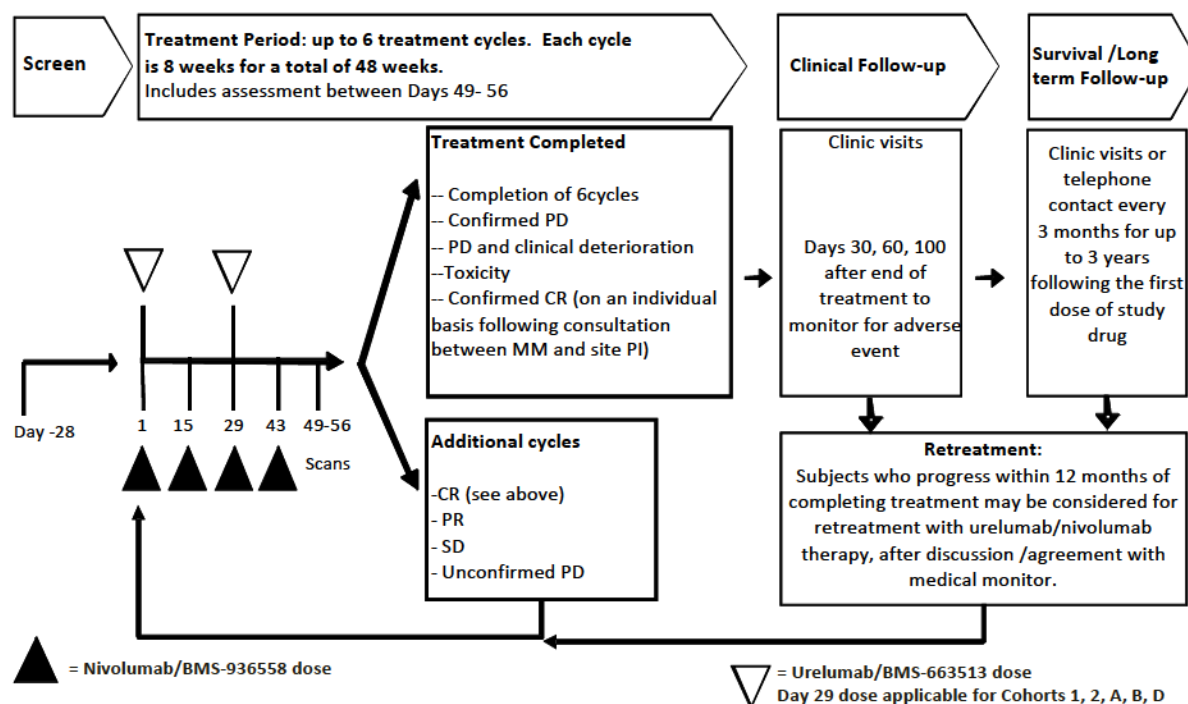 Screen
Treatment Period: up to 6 treatment cycles.  Each cycle
is 8 weeks for a total of 48 weeks.
Includes assessment between Days 49- 56
Clinical Follow-up
Survival /Long
term Follow-up
Treatment Completed
-- Completion of 6cycles
-- Confirmed PD
-- PD and clinical deterioration
--Toxicity
-- Confirmed CR (on an individual
basis following consultation
between MM and site PI)
Clinic visits
Days 30, 60, 100
after end of
treatment to
monitor for adverse
event
Clinic visits or
telephone
contact every
3 months for up
to 3 years
following the first
dose of study
drug
Day -28
1
15
29
43
49-56
Scans
Additional cycles
-CR (see above)
- PR
- SD
- Unconfirmed PD
Retreatment:
Subjects who progress within 12 months of
completing treatment may be considered for
retreatment with urelumab/nivolumab
therapy, after discussion /agreement with
medical monitor.
= Nivolumab/BMS-936558 dose
= Urelumab/BMS-663513 dose
Day 29 dose applicable for Cohorts 1, 2, A, B, D